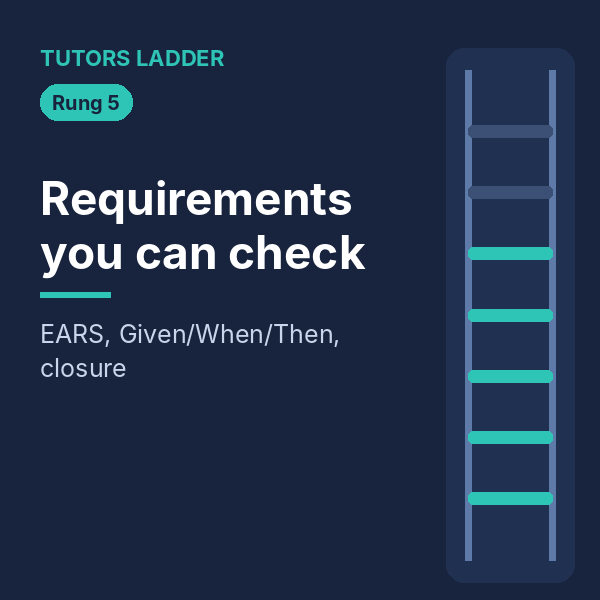 TUTORS LADDER
Rung 5
Requirements
you can check
EARS, Given/When/Then,
closure